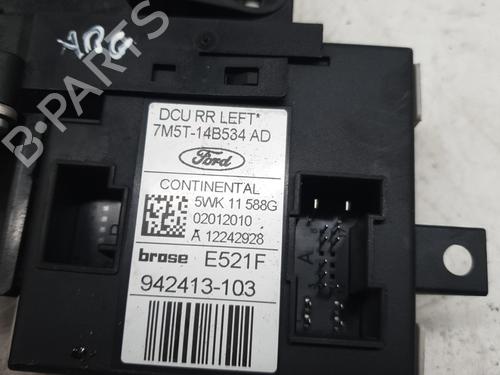 B-PARTS
DCU RR LEFT*
7M5T-14B534 AD
Ford
CONTINENTAL
5WK 11 588G
02012010
A 12242928
brose E521F
942413-103
A